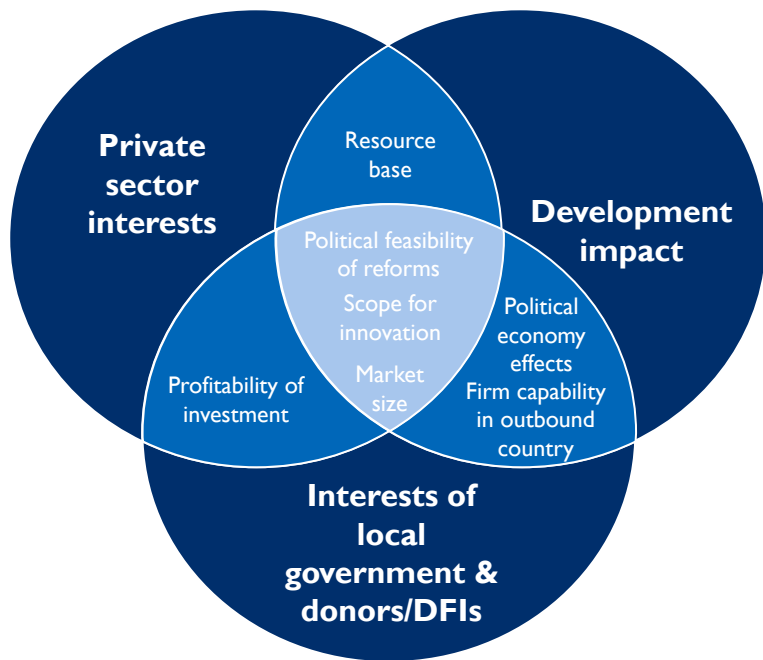 Resource
base
Private
sector
interests
Development
impact
Political feasibility
of reforms
Scope for
innovation
Market
size
Political
economy
effects
Firm capability
in outbound
country
Profitability of
investment
Interests of
local
government &
donors/DFIs